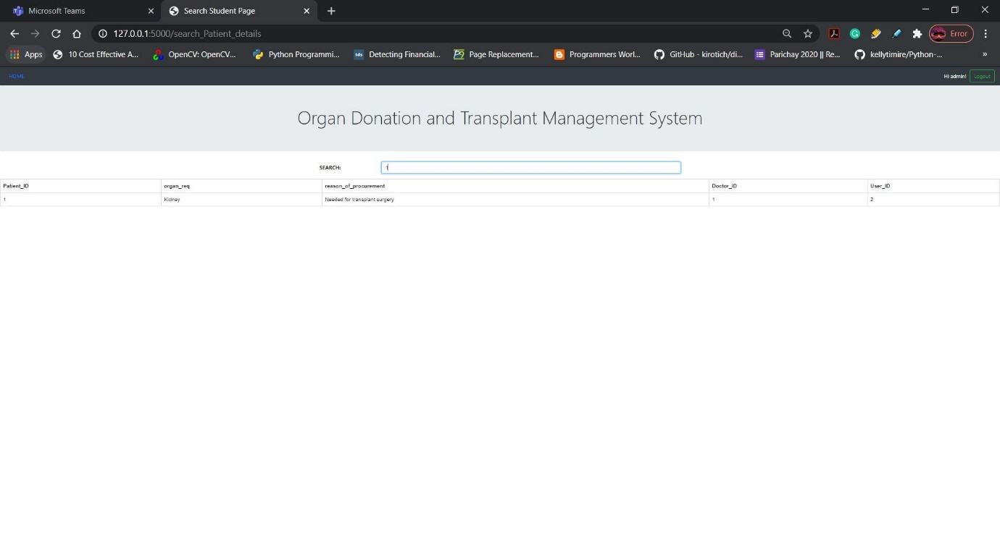 Microsoft Teams Search Student Page
127.0.0.1:5000/search_Patient_details Error
Apps 10 Cost Effective A... OpenCV: OpenCV... Python Programmi... tds Detecting Financial... Page Replacement... Programmers Worl... GitHub - kirotich/di... Parichay 2020 || Re... kellytimire/Python-... »
HOME Hi admin! Logout
Organ Donation and Transplant Management System
SEARCH: 1
Patient_ID organ_req reason_of_procurement Doctor_ID User_ID
1 Kidney Needed for transplant surgery 1 2